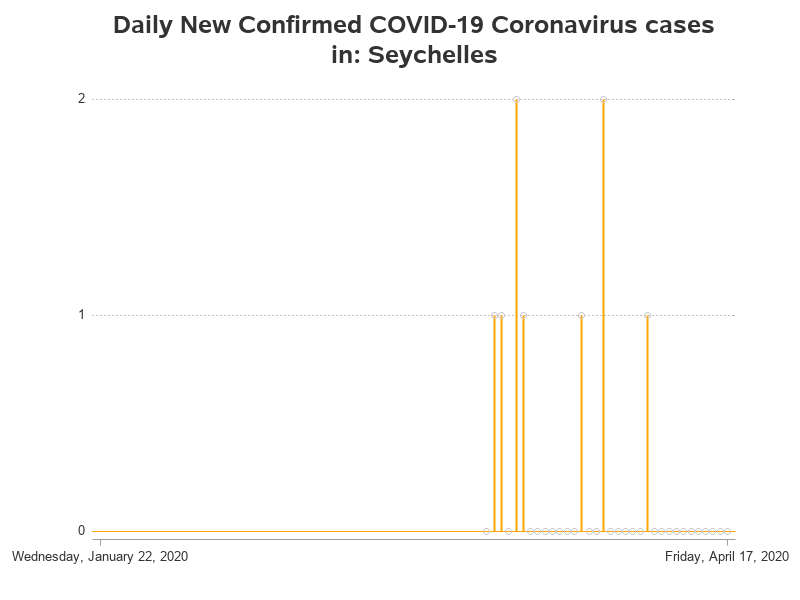 Daily New Confirmed COVID-19 Coronavirus cases
in: Seychelles
2
1
0
Wednesday, January 22, 2020
Friday, April 17, 2020